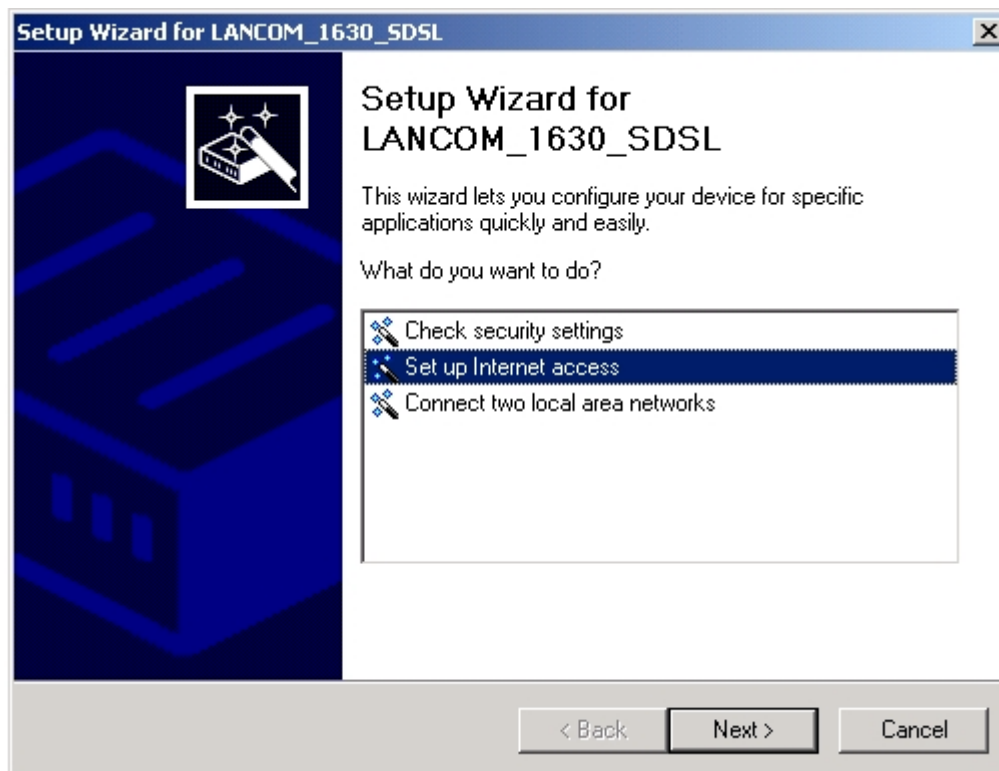 Setup Wizard for LANCOM_1630_SDSL
Setup Wizard for
LANCOM_1630_SDSL
This wizard lets you configure your device for specific
applications quickly and easily.
What do you want to do?
Check security settings
Set up Internet access
Connect two local area networks
< Back
Next >
Cancel